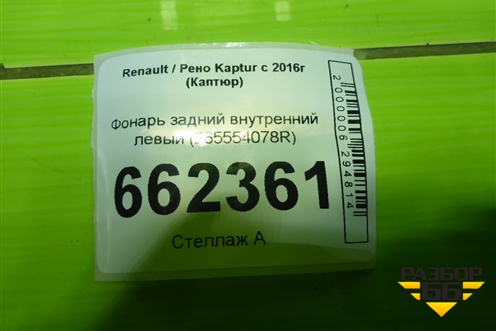 Renault / Рено Kaptur с 2016г
(Каптюр)
Фонарь задний внутренний
левый (265554078R)
662361
Стеллаж А
2000006294814
РАЗБОР
66